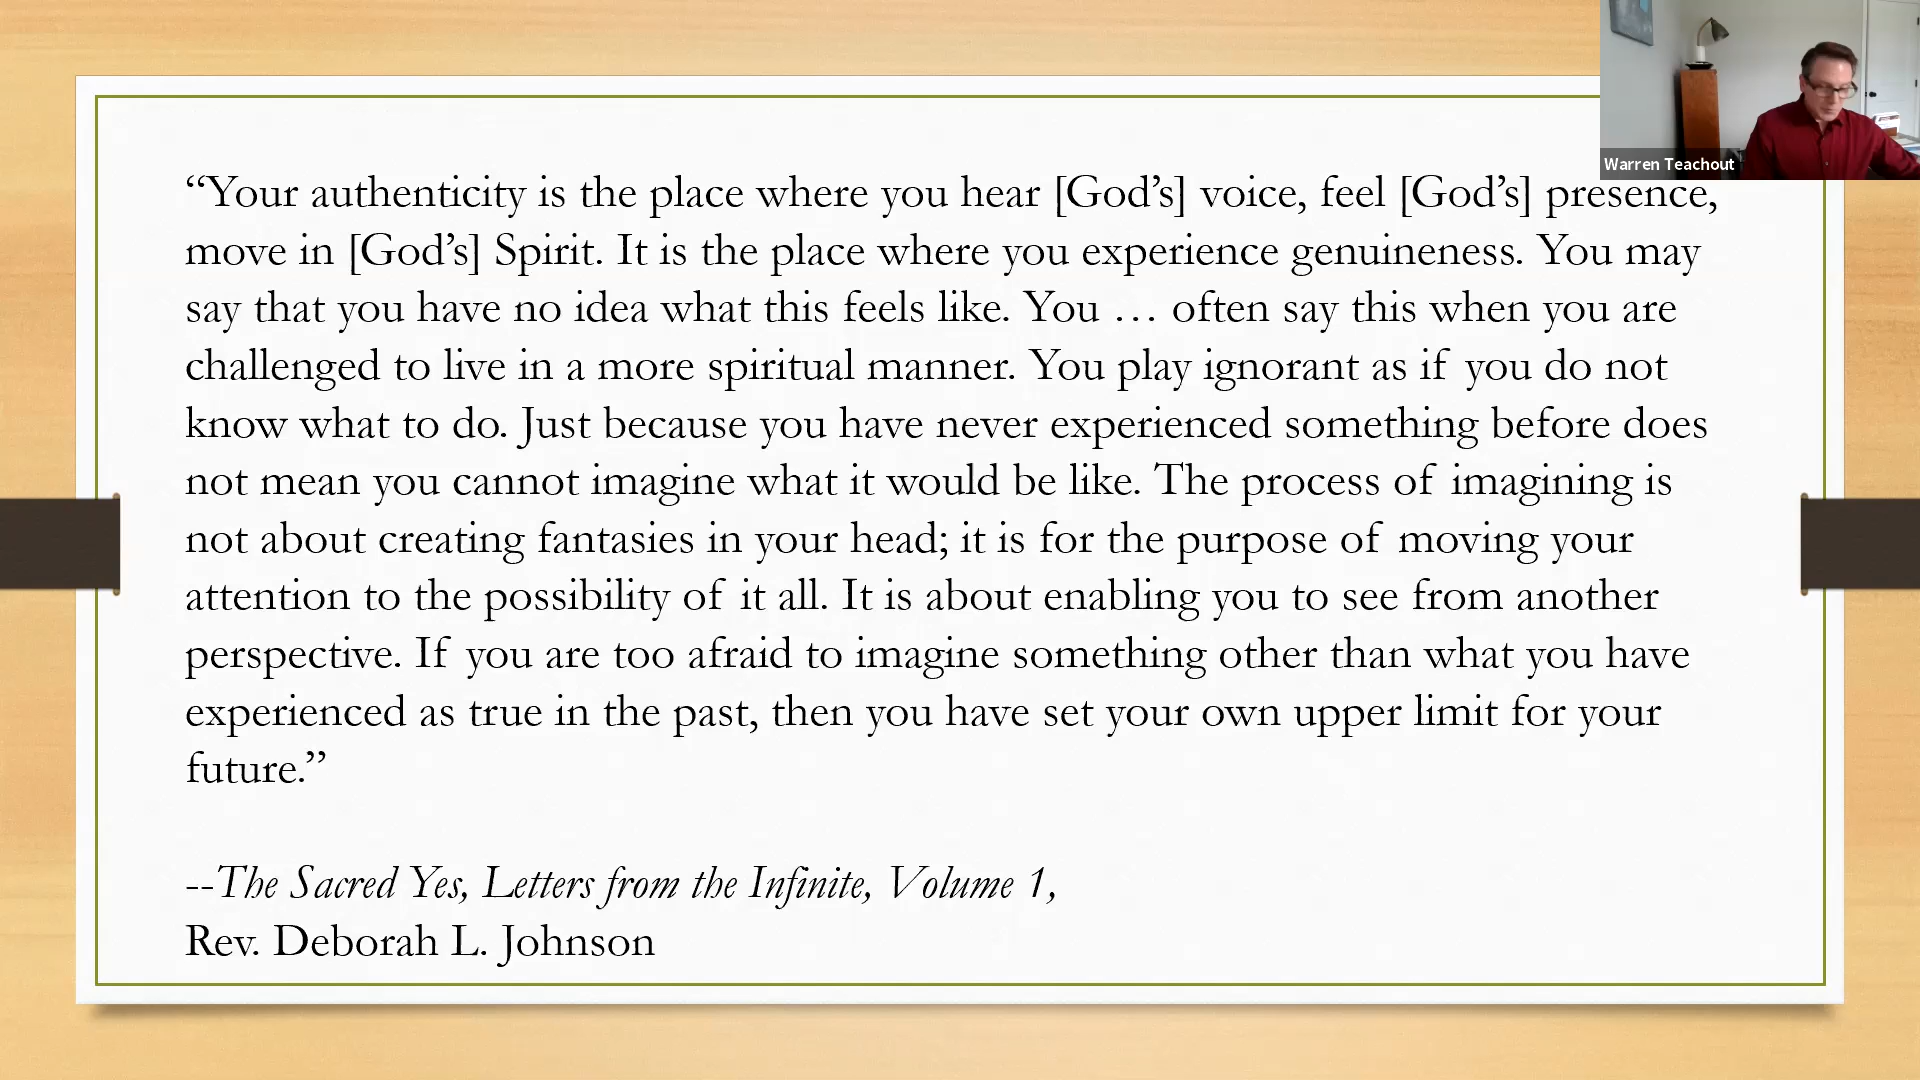 Warren Teachout
“Your authenticity is the place where you hear [God’s] voice, feel [God’s] presence,
move in [God’s] Spirit. It is the place where you experience genuineness. You may
say that you have no idea what this feels like. You … often say this when you are
challenged to live in a more spiritual manner. You play ignorant as if you do not
know what to do. Just because you have never experienced something before does
not mean you cannot imagine what it would be like. The process of imagining is
not about creating fantasies in your head; it is for the purpose of moving your
attention to the possibility of it all. It is about enabling you to see from another
perspective. If you are too afraid to imagine something other than what you have
experienced as true in the past, then you have set your own upper limit for your
future.”
--The Sacred Yes, Letters from the Infinite, Volume 1,
Rev. Deborah L. Johnson